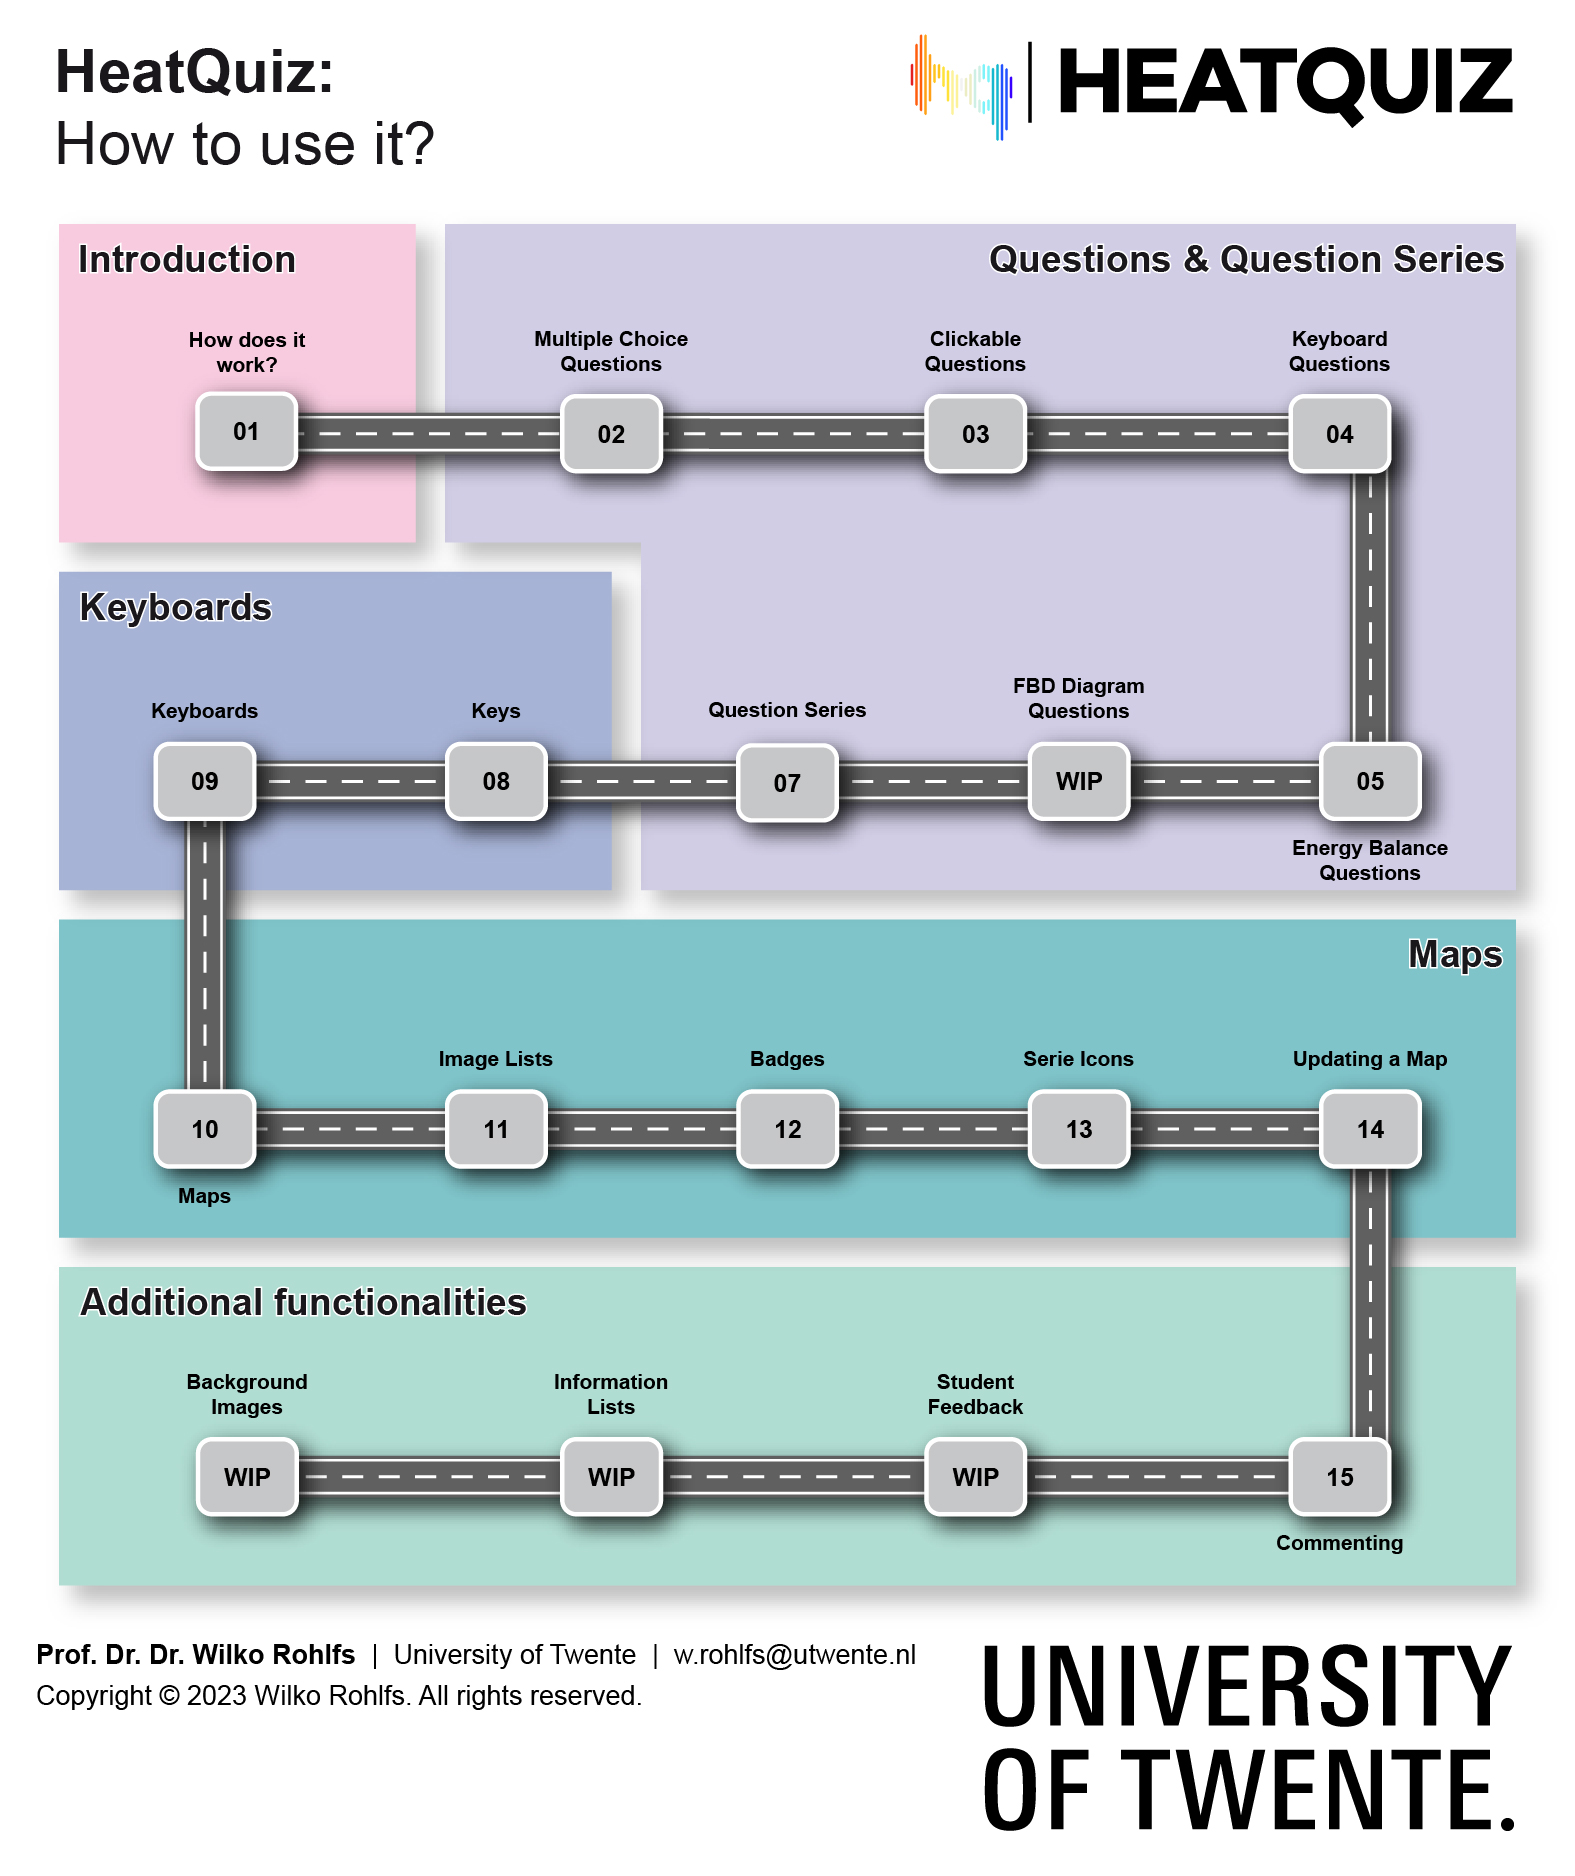 HeatQuiz:
How to use it?
HEATQUIZ
Introduction
Questions & Question Series
How does it
work?
Multiple Choice
Questions
Clickable
Questions
Keyboard
Questions
01
02
03
04
Keyboards
Keyboards
Keys
Question Series
FBD Diagram
Questions
09
08
07
WIP
05
Energy Balance
Questions
Maps
Image Lists
Badges
Serie Icons
Updating a Map
10
11
12
13
14
Maps
Additional functionalities
Background
Images
Information
Lists
Student
Feedback
WIP
WIP
WIP
15
Commenting
Prof. Dr. Dr. Wilko Rohlfs | University of Twente | w.rohlfs@utwente.nl
Copyright © 2023 Wilko Rohlfs. All rights reserved.
UNIVERSITY
OF TWENTE.